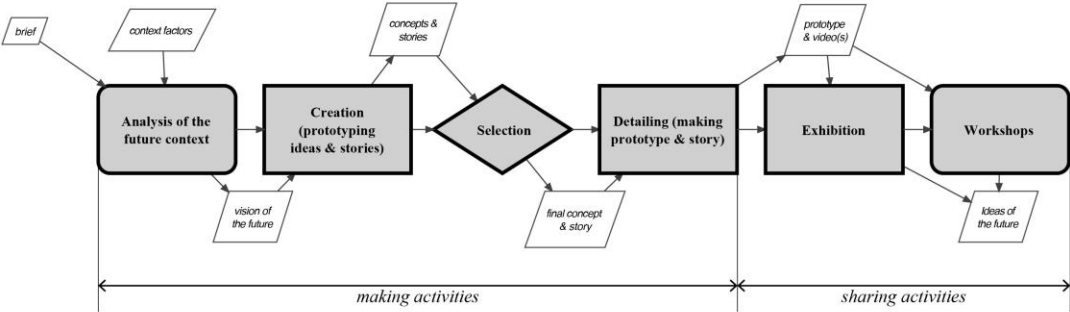 brief
context factors
concepts &
stories
prototype
& video(s)
Analysis of the
future context
Creation
(prototyping
ideas & stories)
Selection
Detailing (making
prototype & story)
Exhibition
Workshops
vision of
the future
final concept
& story
Ideas of
the future
making activities
sharing activities